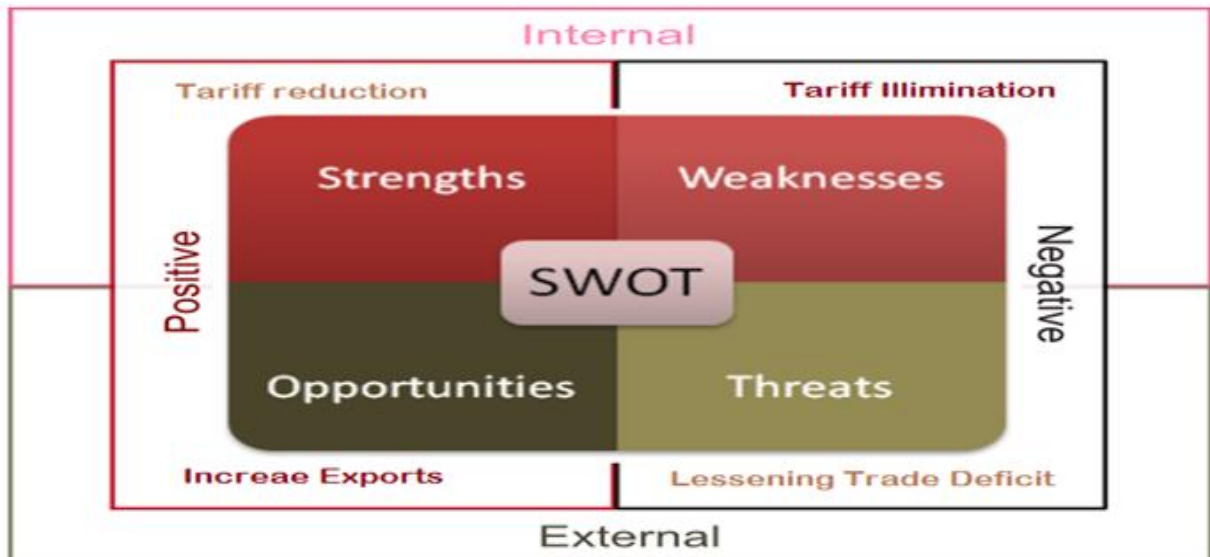 Internal
Tariff reduction
Tariff Illimination
Strengths
Weaknesses
Positive
SWOT
Negative
Opportunities
Threats
Increae Exports
Lessening Trade Deficit
External